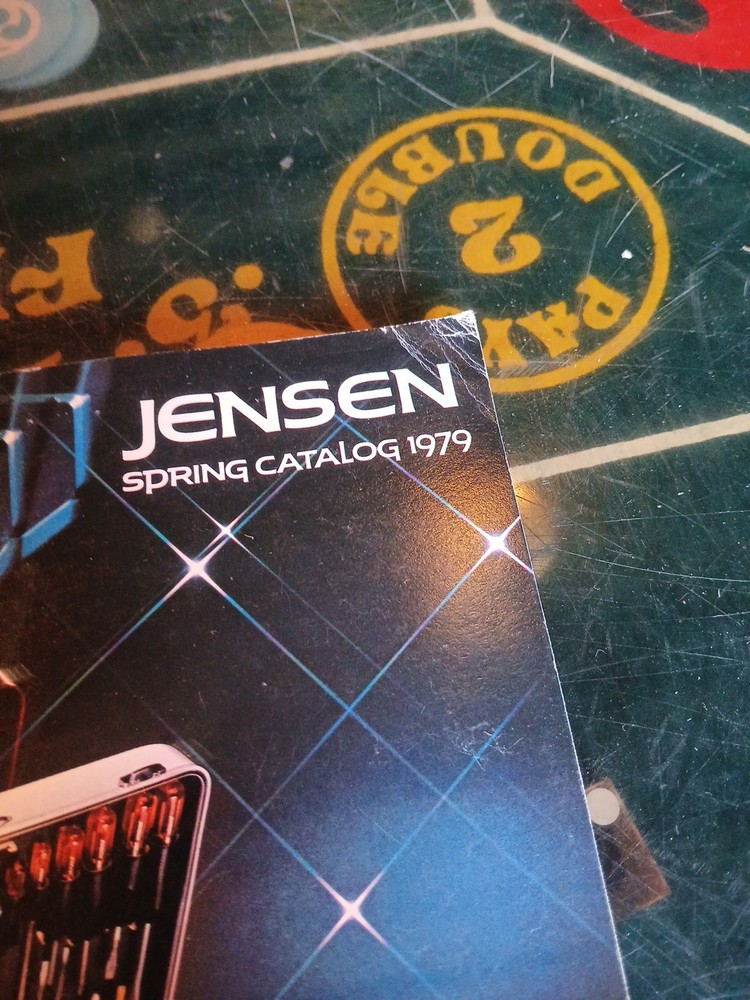 JENSEN
SPRING CATALOG 1979
PAYS
2
DOUBLE